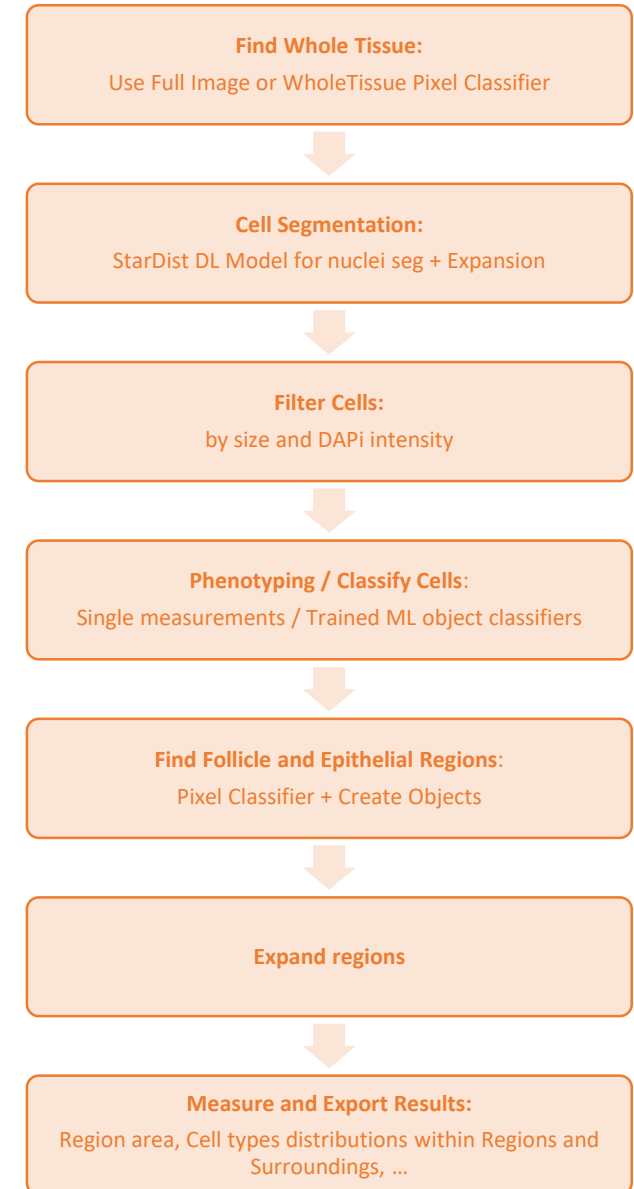 Find Whole Tissue:
Use Full Image or WholeTissue Pixel Classifier
Cell Segmentation:
StarDist DL Model for nuclei seg + Expansion
Filter Cells:
by size and DAPi intensity
Phenotyping / Classify Cells:
Single measurements / Trained ML object classifiers
Find Follicle and Epithelial Regions:
Pixel Classifier + Create Objects
Expand regions
Measure and Export Results:
Region area, Cell types distributions within Regions and
Surroundings, ...